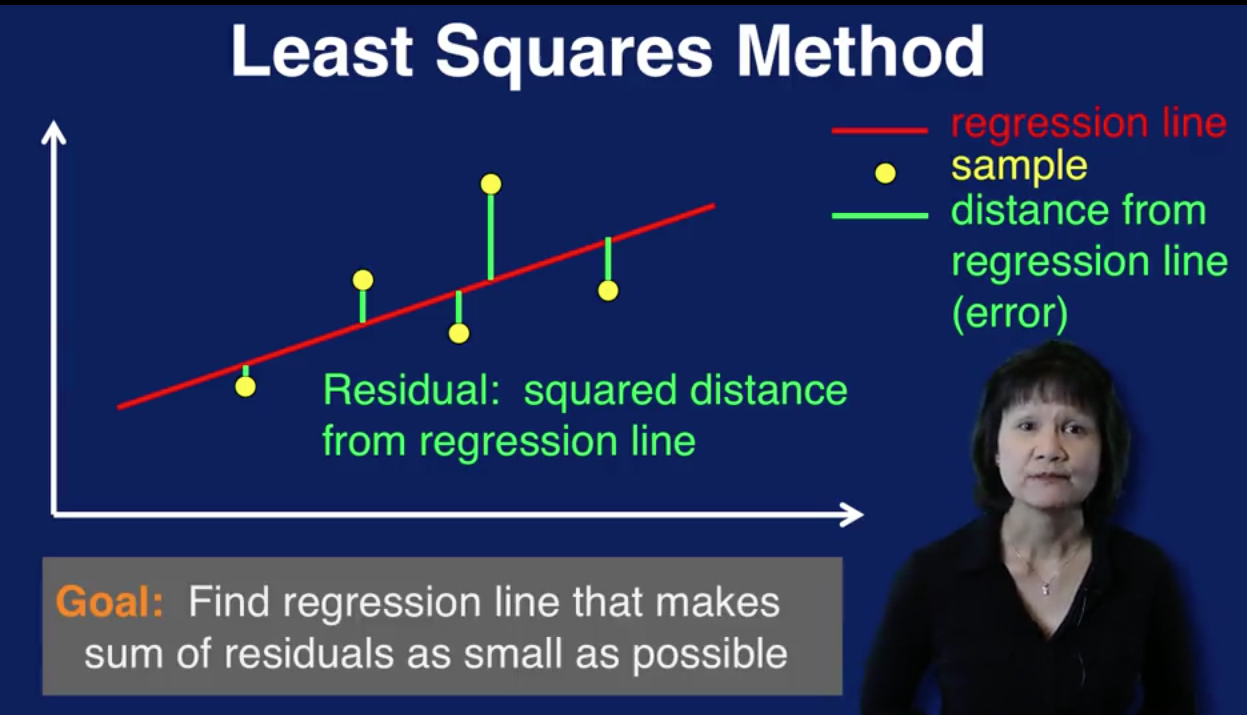 Least Squares Method
regression line
sample
distance from
regression line
(error)
Residual: squared distance
from regression line
Goal: Find regression line that makes
sum of residuals as small as possible